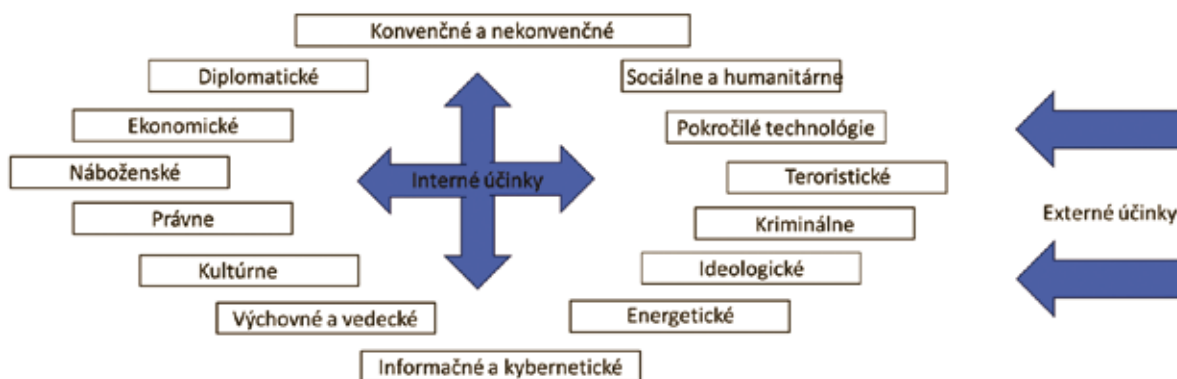 Konvenčné a nekonvenčné
Diplomatické
Sociálne a humanitárne
Ekonomické
Pokročilé technológie
Náboženské
Interné účinky
Teroristické
Právne
Kriminálne
Externé účinky
Kultúrne
Ideologické
Výchovné a vedecké
Energetické
Informačné a kybernetické